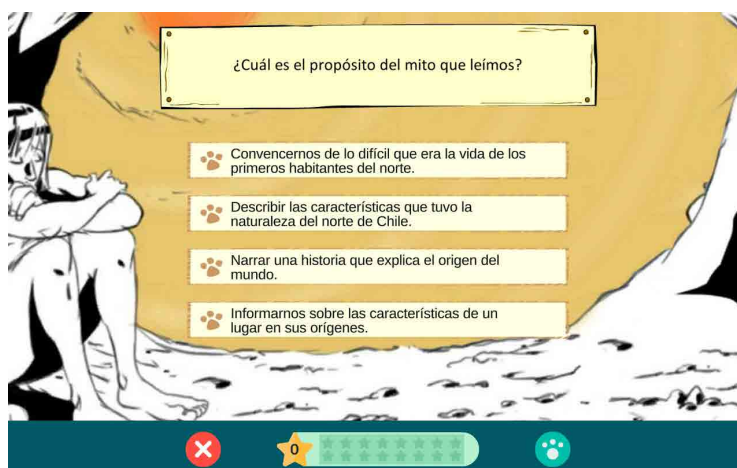 ¿Cuál es el propósito del mito que leímos?
Convencernos de lo difícil que era la vida de los
primeros habitantes del norte.
Describir las características que tuvo la
naturaleza del norte de Chile.
Narrar una historia que explica el origen del
mundo.
Informarnos sobre las características de un
lugar en sus orígenes.
0